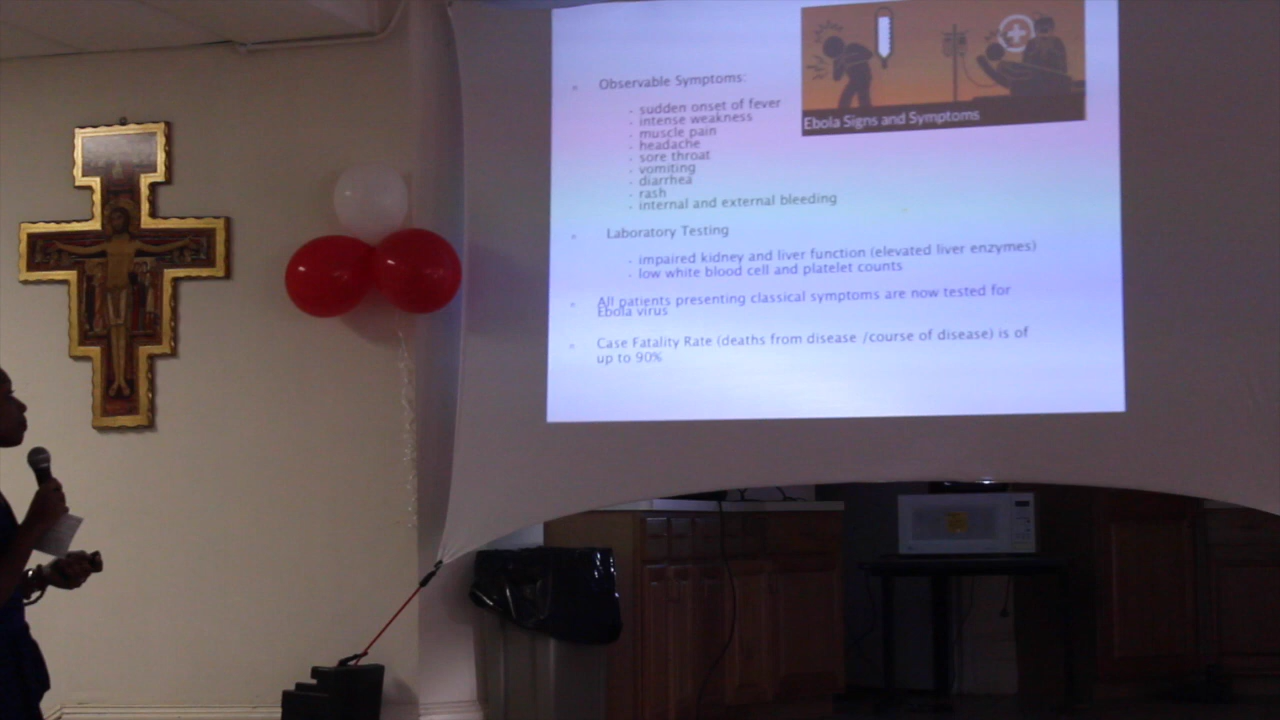 Ebola Signs and Symptoms
Observable Symptoms:
- sudden onset of fever
- intense weakness
- muscle pain
- headache
- sore throat
- vomiting
- diarrhea
- rash
- internal and external bleeding
Laboratory Testing
- impaired kidney and liver function (elevated liver enzymes)
- low white blood cell and platelet counts
All patients presenting classical symptoms are now tested for
Ebola virus
Case Fatality Rate (deaths from disease /course of disease) is of
up to 90%